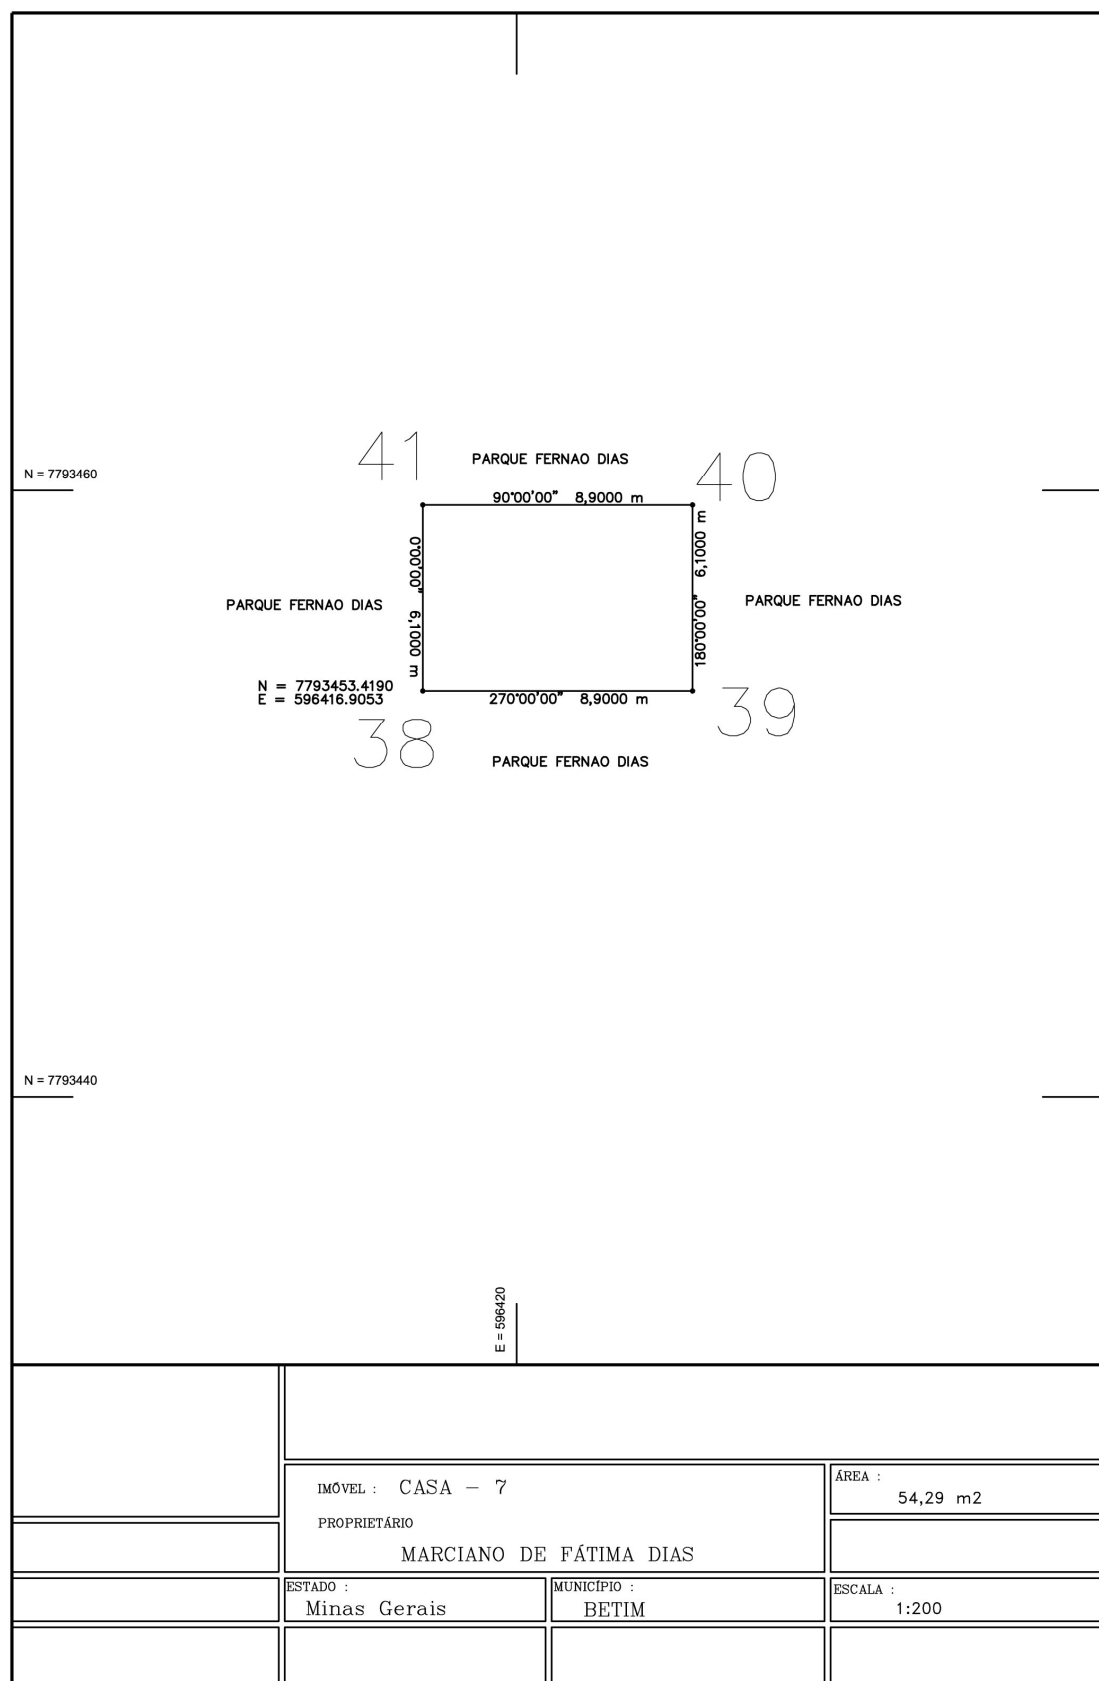 N = 7793460
41
PARQUE FERNAO DIAS
40
90°00'00" 8,9000 m
0°00'00" 6,1000 m
180°00'00" 6,1000 m
PARQUE FERNAO DIAS
PARQUE FERNAO DIAS
N = 7793453.4190
E = 596416.9053
270°00'00" 8,9000 m
38
39
PARQUE FERNAO DIAS
N = 7793440
E = 596420
IMÓVEL : CASA - 7
ÁREA :
54,29 m2
PROPRIETÁRIO
MARCIANO DE FÁTIMA DIAS
ESTADO :
Minas Gerais
MUNICÍPIO :
BETIM
ESCALA :
1:200